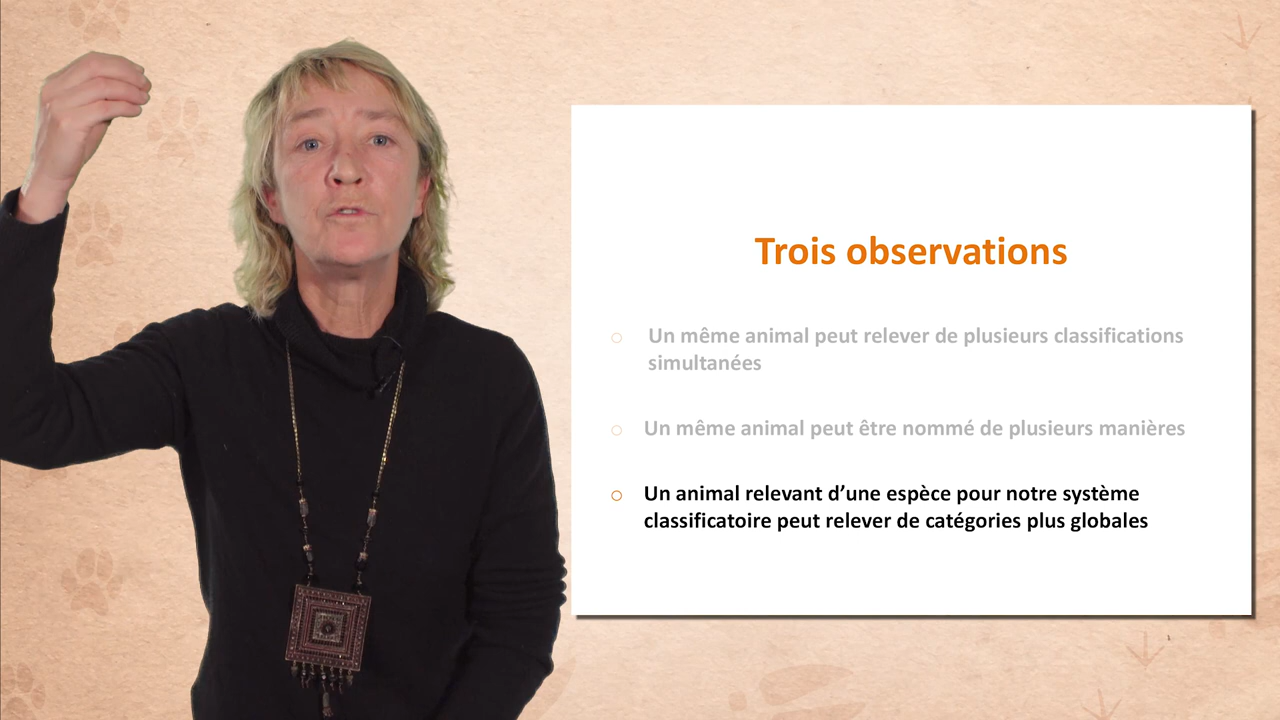 Trois observations
○ Un même animal peut relever de plusieurs classifications
simultanées
○ Un même animal peut être nommé de plusieurs manières
○ Un animal relevant d’une espèce pour notre système
classificatoire peut relever de catégories plus globales